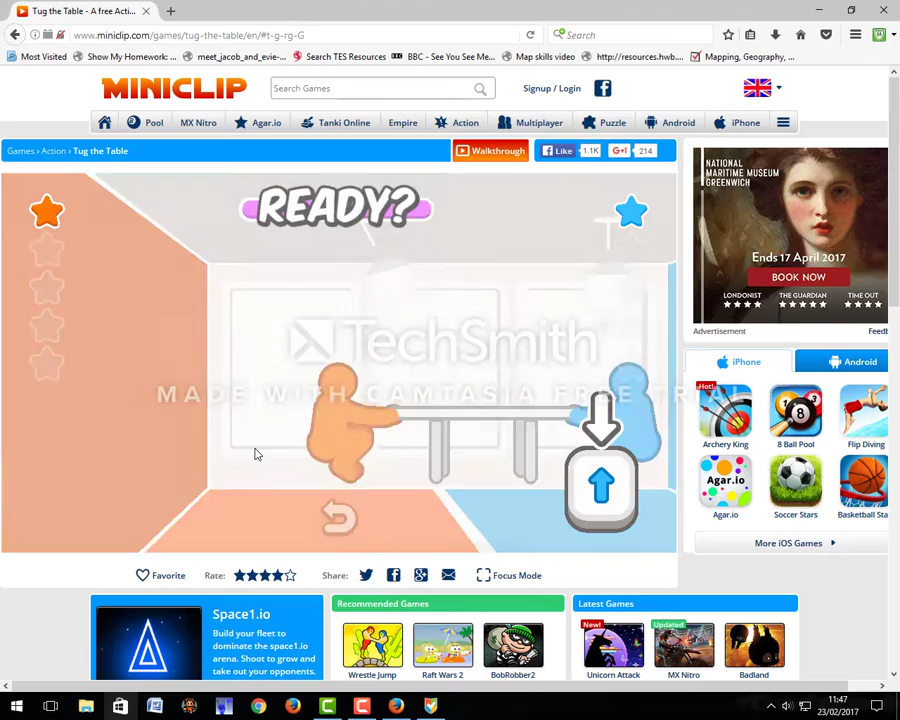 Tug the Table - A free Acti...
www.miniclip.com/games/tug-the-table/en/#t-g-rg-G
Search
Most Visited
Show My Homework: ...
meet_jacob_and_evie-...
Search TES Resources
BBC - See You See Me...
Map skills video
http://resources.hwb....
Mapping, Geography, ...
MINICLIP
Search Games
Signup / Login
Pool
MX Nitro
Agar.io
Tanki Online
Empire
Action
Multiplayer
Puzzle
Android
iPhone
Games › Action › Tug the Table
Walkthrough
Like
1.1K
G+1
214
READY?
TechSmith
MADE WITH CAMTASIA FREE TRIAL
NATIONAL
MARITIME MUSEUM
GREENWICH
Ends 17 April 2017
BOOK NOW
LONDONIST
THE GUARDIAN
TIME OUT
Advertisement
Feedb
iPhone
Android
Hot!
Archery King
8 Ball Pool
Flip Diving
Agar.io
Agar.io
Soccer Stars
Basketball Sta
More iOS Games
Favorite
Rate:
Share:
Focus Mode
Space1.io
Build your fleet to
dominate the space1.io
arena. Shoot to grow and
take out your opponents.
Recommended Games
Wrestle Jump
Raft Wars 2
BobRobber2
Latest Games
New!
Updated
Unicorn Attack
MX Nitro
Badland
11:47
23/02/2017